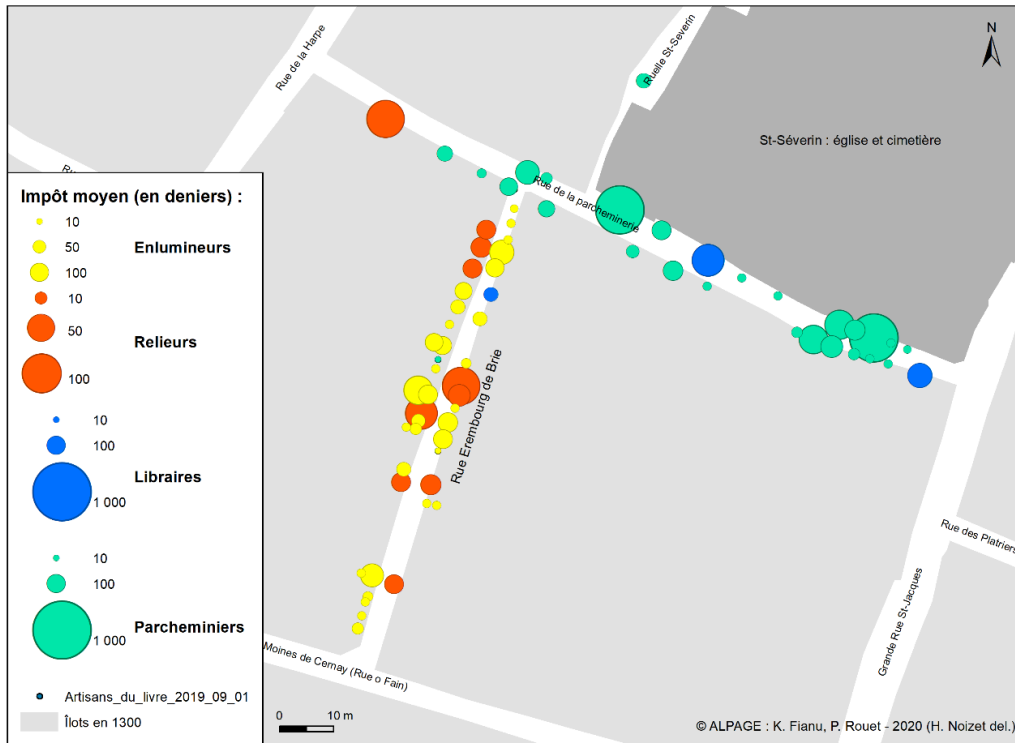 Rue de la Harpe
Ruelle St-Severin
N
St-Séverin : église et cimetière
Rue de la parcheminerie
Impôt moyen (en deniers) :
10
50
100
Enlumineurs
10
50
100
Relieurs
10
100
1 000
Libraires
10
100
1 000
Parcheminiers
Artisans_du_livre_2019_09_01
Îlots en 1300
Rue Erembourg de Brie
Rue des Platriers
Grande Rue St-Jacques
Moines de Cernay (Rue o Fain)
0 10 m
© ALPAGE : K. Fianu, P. Rouet - 2020 (H. Noizet del.)